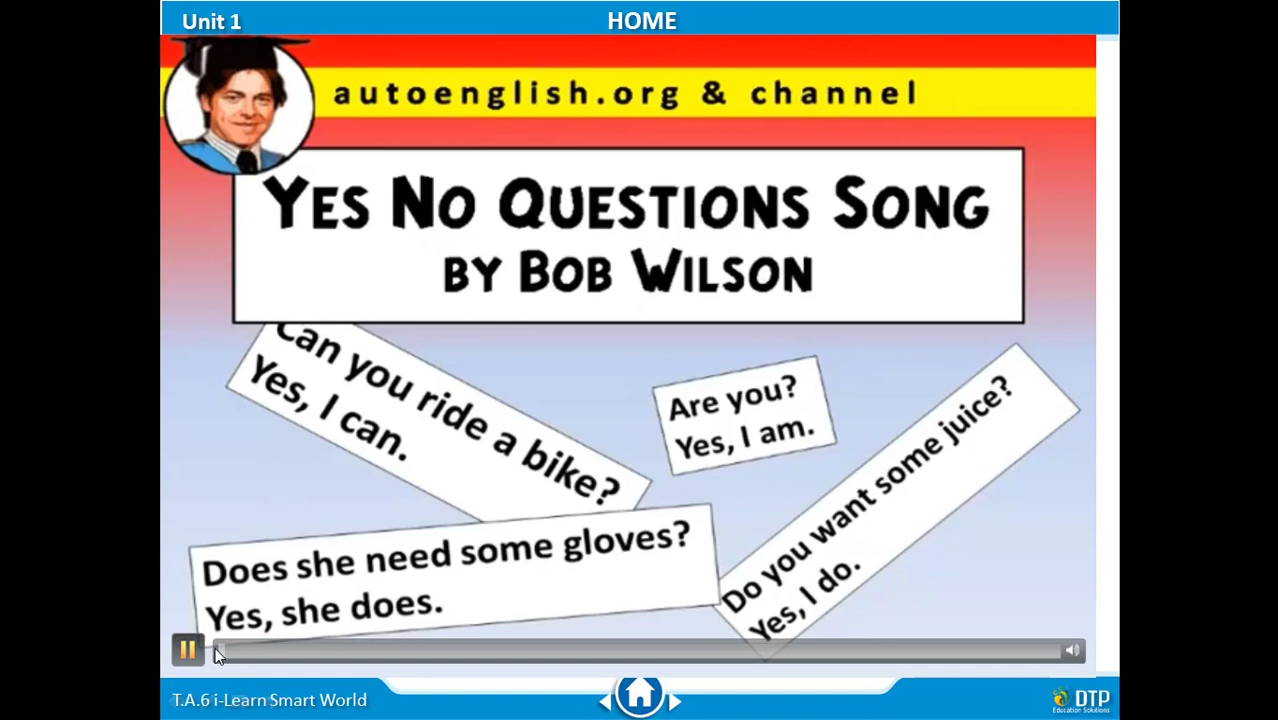 Unit 1
HOME
autoenglish.org & channel
YES NO QUESTIONS SONG
BY BOB WILSON
Can you ride a bike?
Yes, I can.
Are you?
Yes, I am.
Do you want some juice?
Yes, I do.
Does she need some gloves?
Yes, she does.
T.A.6 i-Learn Smart World
DTP
Education Solutions